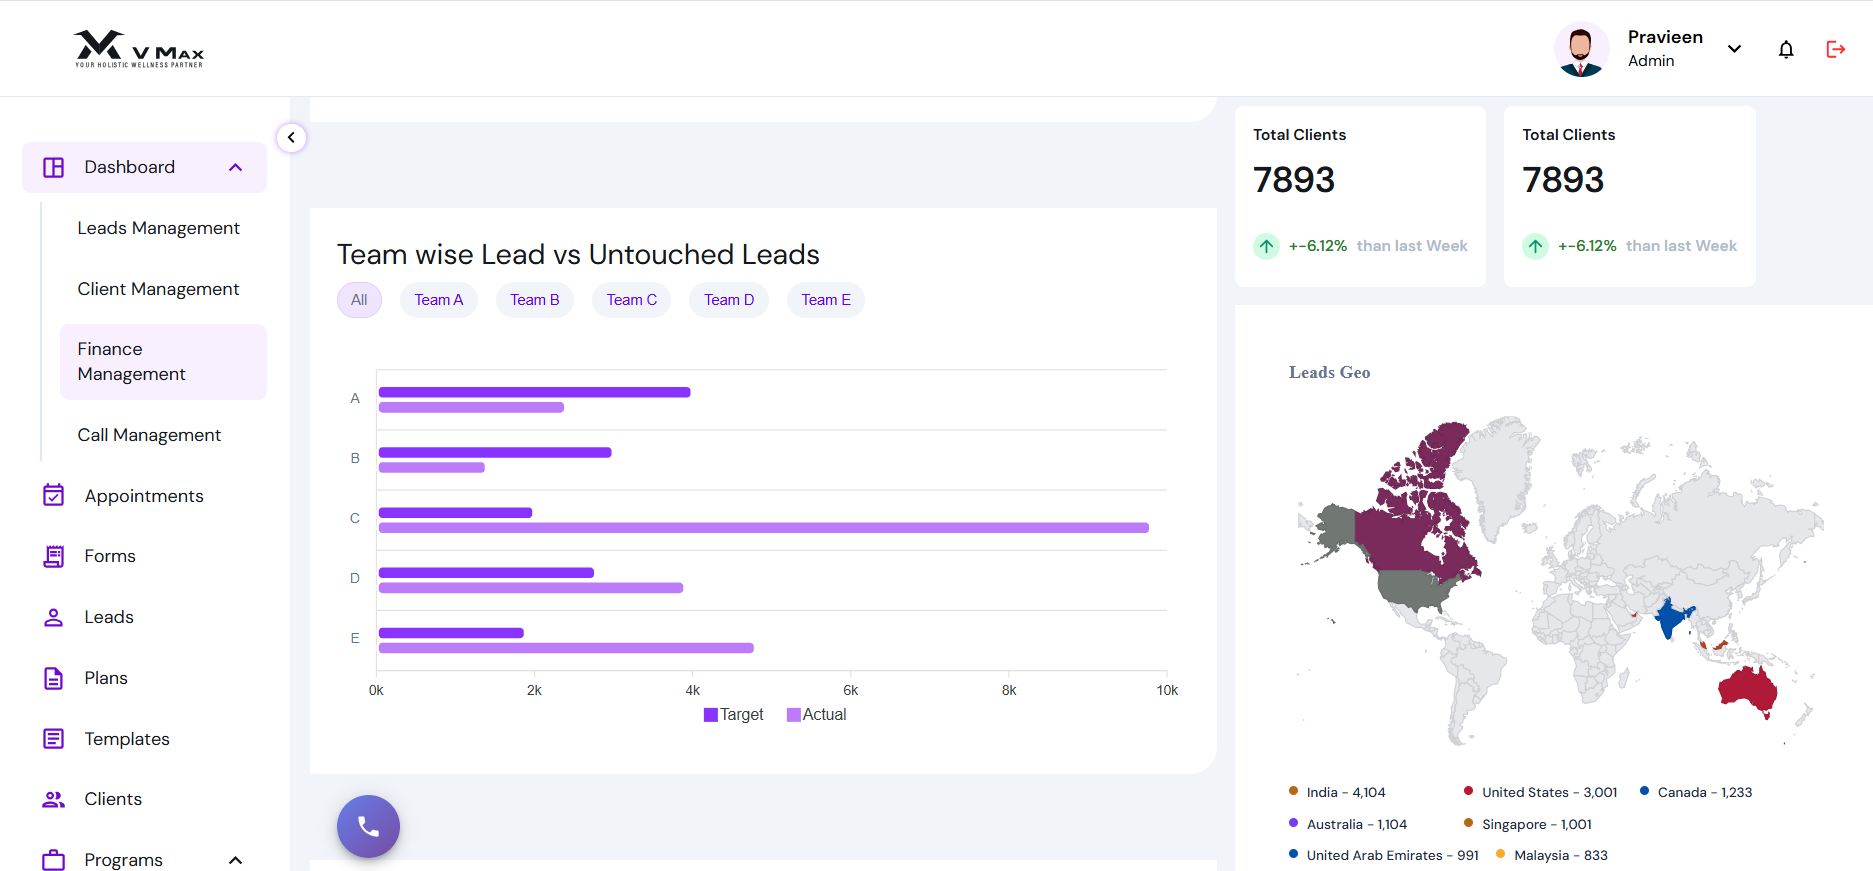 V MAX
YOUR HOLISTIC WELLNESS PARTNER
Pravieen
Admin
Dashboard
Leads Management
Client Management
Finance
Management
Call Management
Appointments
Forms
Leads
Plans
Templates
Clients
Programs
Team wise Lead vs Untouched Leads
All
Team A
Team B
Team C
Team D
Team E
A
B
C
D
E
0k
2k
4k
6k
8k
10k
Target
Actual
Total Clients
7893
+-6.12% than last Week
Total Clients
7893
+-6.12% than last Week
Leads Geo
India - 4,104
United States - 3,001
Canada - 1,233
Australia - 1,104
Singapore - 1,001
United Arab Emirates - 991
Malaysia - 833